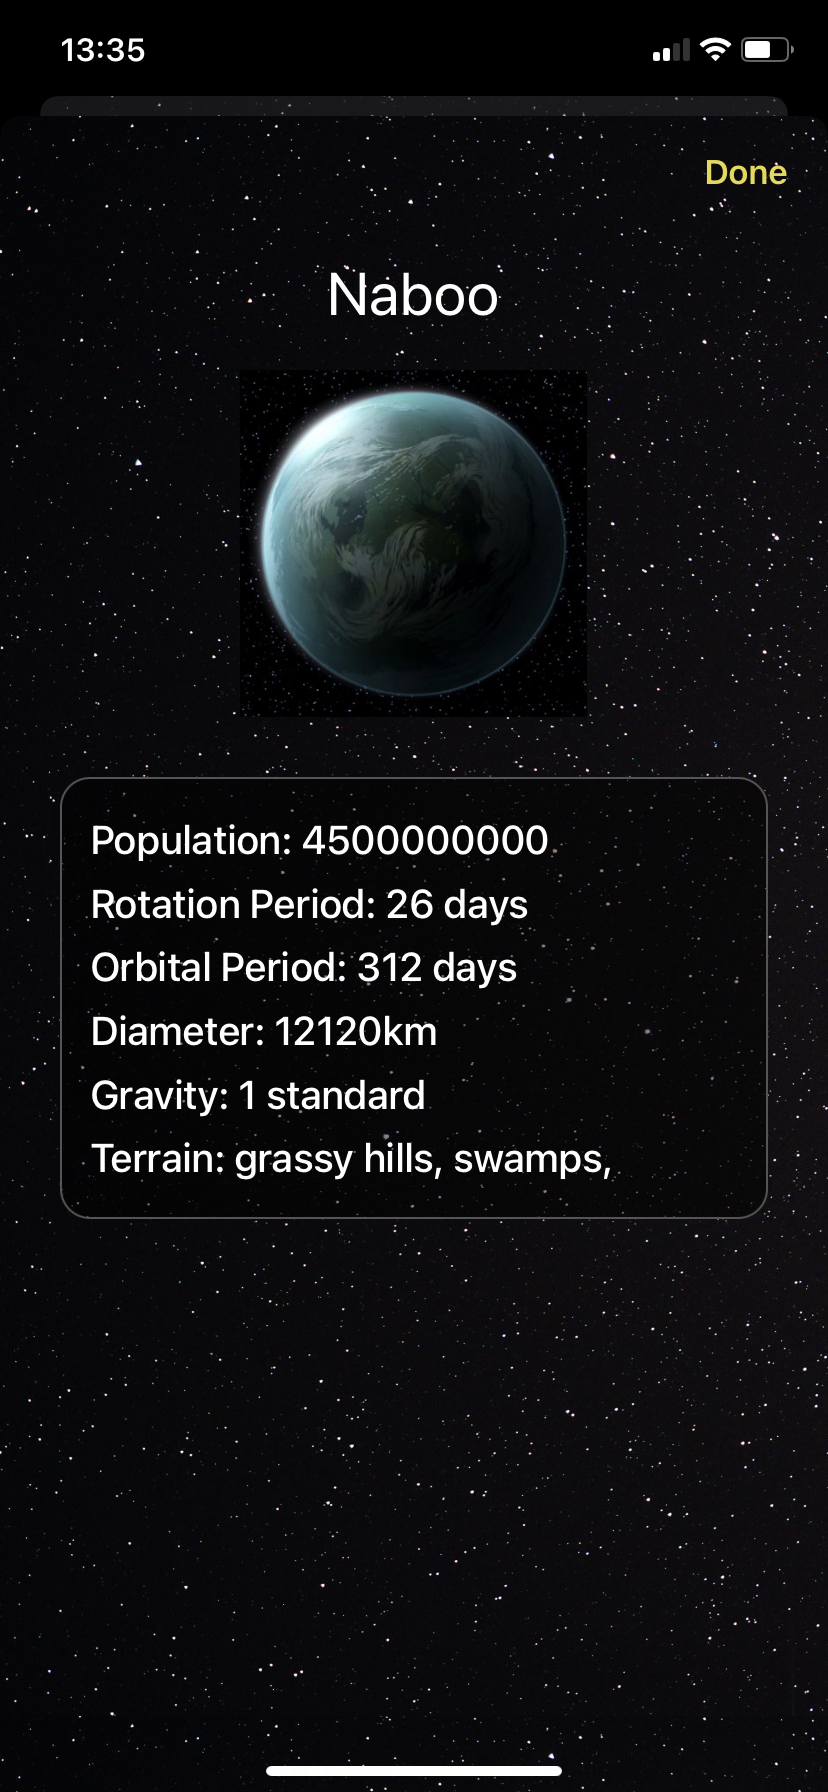 13:35
Done
Naboo
Population: 4500000000
Rotation Period: 26 days
Orbital Period: 312 days
Diameter: 12120km
Gravity: 1 standard
Terrain: grassy hills, swamps,